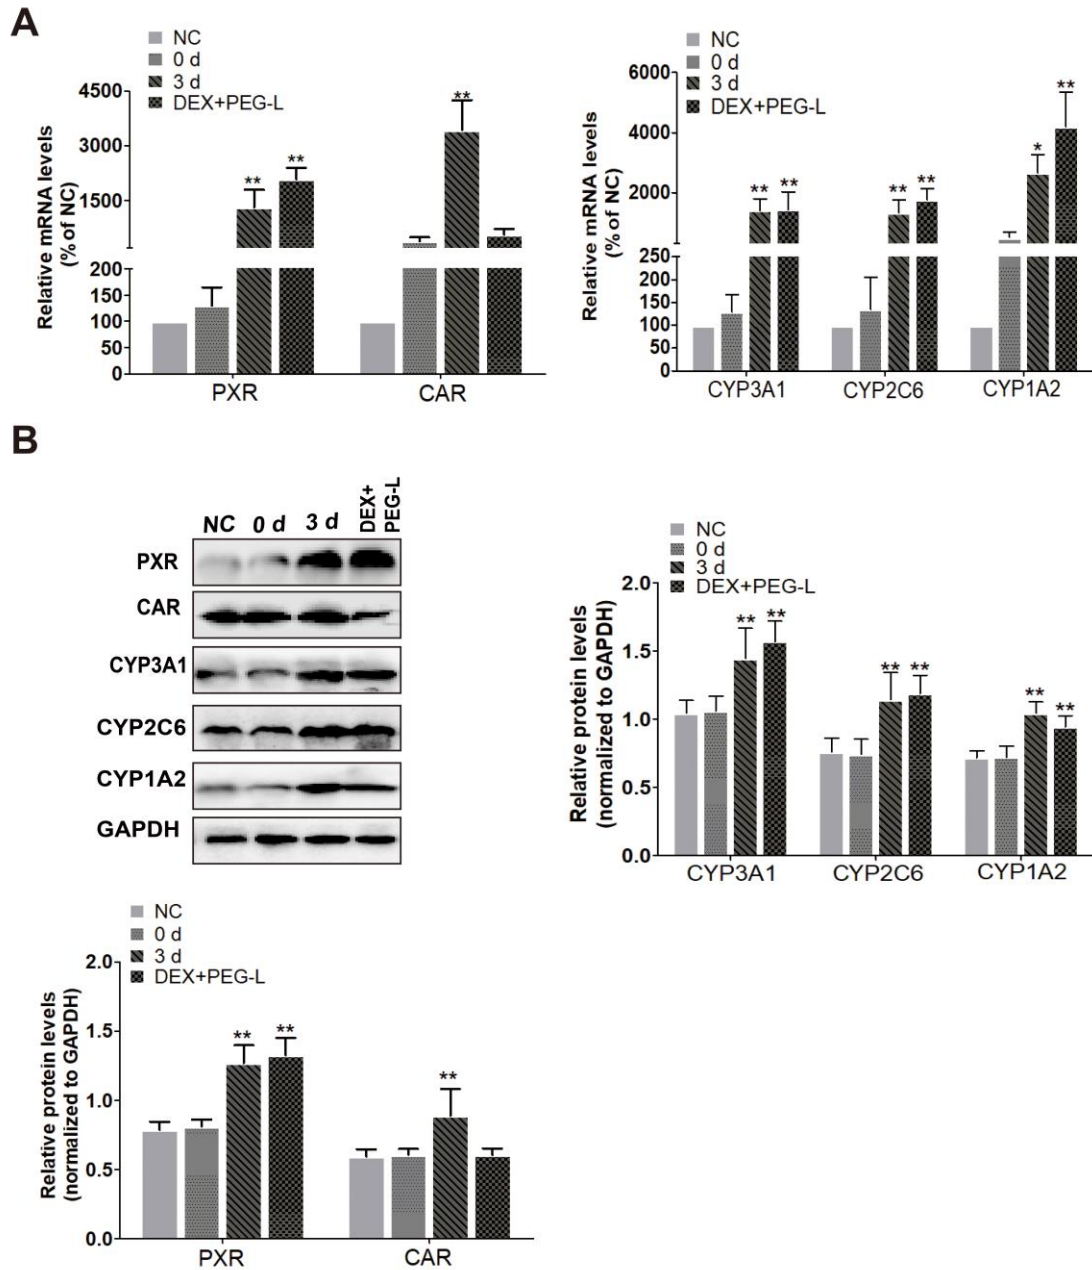 A
NC
0 d
3 d
DEX+PEG-L
Relative mRNA levels
(% of NC)
4500
3000
1500
200
150
100
50
0
**
**
**
PXR
CAR
NC
0 d
3 d
DEX+PEG-L
Relative mRNA levels
(% of NC)
6000
4000
2000
250
200
150
100
50
0
**
**
**
**
*
**
CYP3A1
CYP2C6
CYP1A2
B
NC
0 d
3 d
DEX+
PEG-L
PXR
CAR
CYP3A1
CYP2C6
CYP1A2
GAPDH
NC
0 d
3 d
DEX+PEG-L
Relative protein levels
(normalized to GAPDH)
2.0
1.5
1.0
0.5
0.0
**
**
**
**
**
**
CYP3A1
CYP2C6
CYP1A2
NC
0 d
3 d
DEX+PEG-L
Relative protein levels
(normalized to GAPDH)
2.0
1.5
1.0
0.5
0.0
**
**
**
PXR
CAR